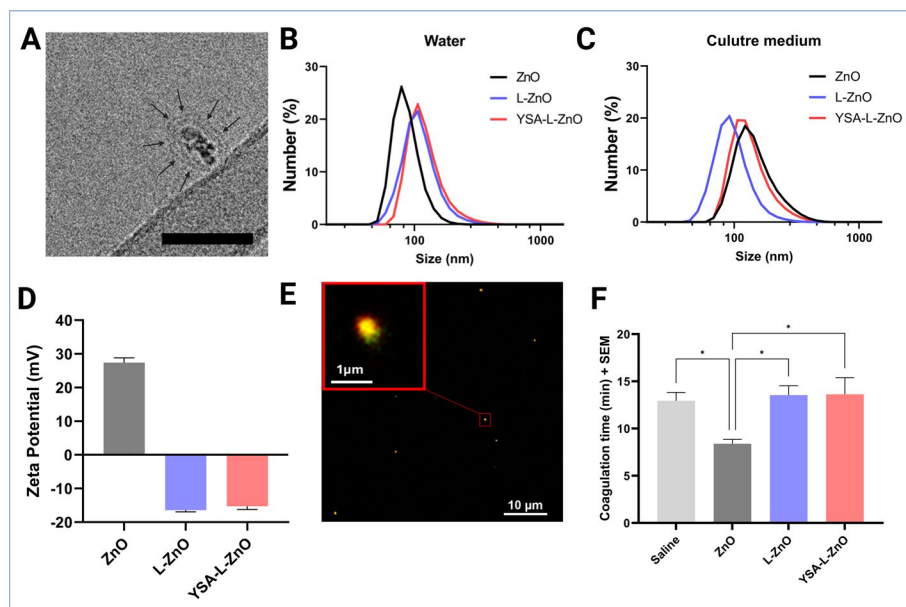 A
B
Water
Number (%)
30
20
10
0
100
1000
Size (nm)
ZnO
L-ZnO
YSA-L-ZnO
C
Culutre medium
Number (%)
30
20
10
0
100
1000
Size (nm)
ZnO
L-ZnO
YSA-L-ZnO
D
Zeta Potential (mV)
40
30
20
10
0
-10
-20
ZnO
L-ZnO
YSA-L-ZnO
E
1µm
10 µm
F
Coagulation time (min) + SEM
20
15
10
5
0
*
*
*
Saline
ZnO
L-ZnO
YSA-L-ZnO